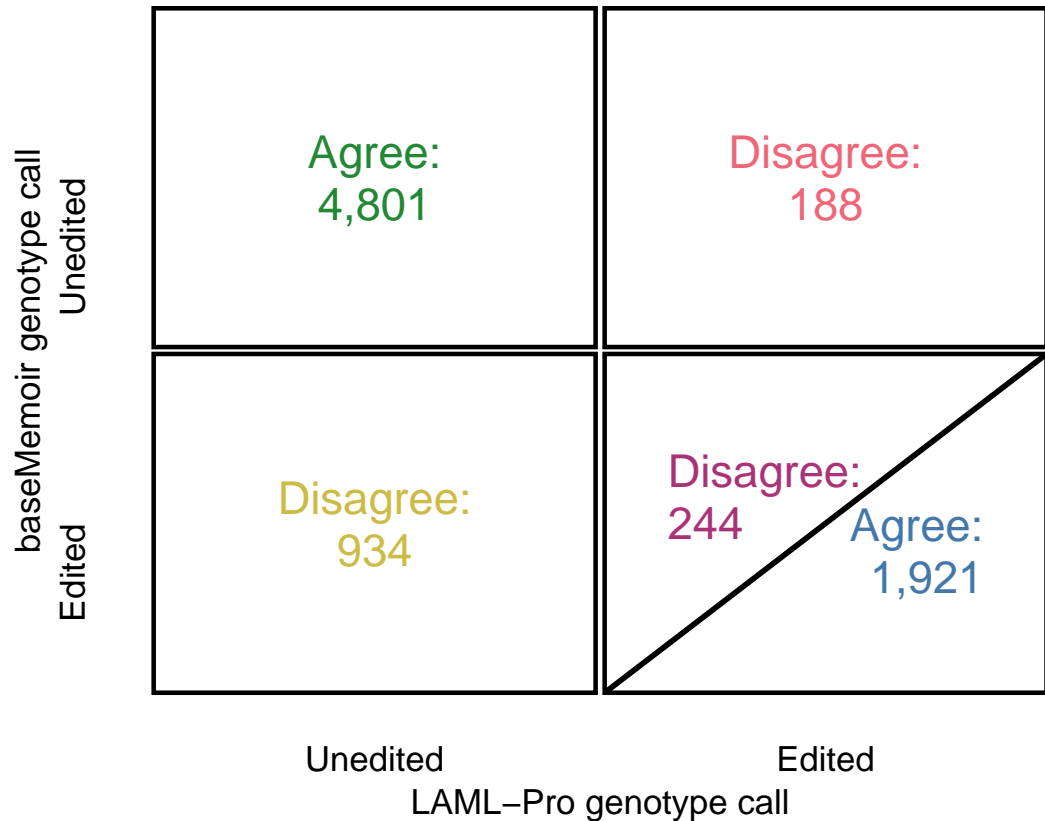 baseMemoir genotype call
Unedited
Edited
Agree:
4,801
Disagree:
188
Disagree:
934
Disagree:
244
Agree:
1,921
Unedited
Edited
LAML−Pro genotype call